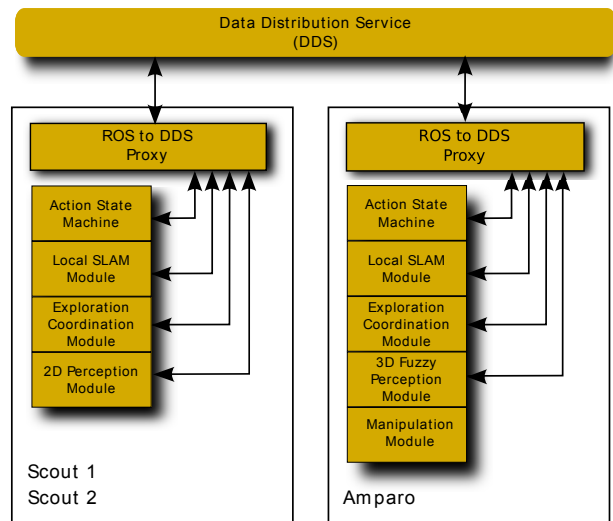 Data Distribution Service
(DDS)
ROS to DDS
Proxy
Action State
Machine
Local SLAM
Module
Exploration
Coordination
Module
2D Perception
Module
Scout 1
Scout 2
ROS to DDS
Proxy
Action State
Machine
Local SLAM
Module
Exploration
Coordination
Module
3D Fuzzy
Perception
Module
Manipulation
Module
Amparo